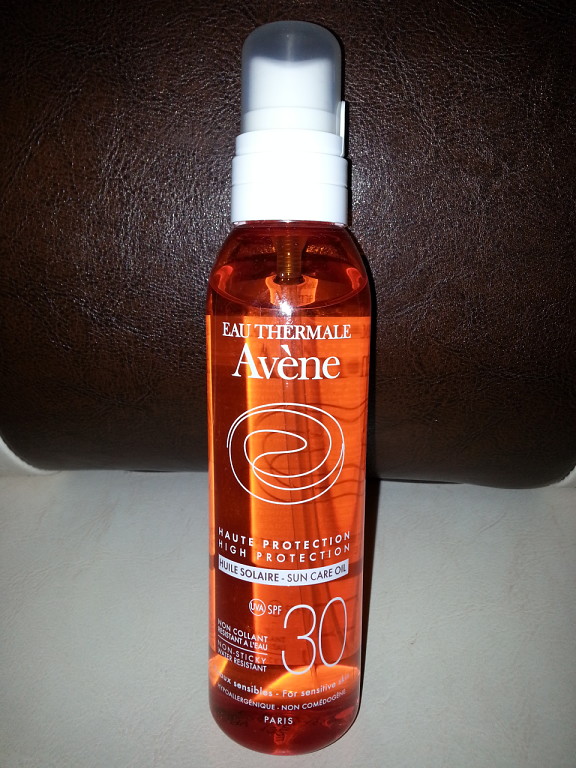 EAU THERMALE
Avène
HAUTE PROTECTION
HIGH PROTECTION
HUILE SOLAIRE - SUN CARE OIL
UVA SPF 30
NON COLLANT
RÉSISTANT À L'EAU
NON-STICKY
WATER RESISTANT
sensibles - For sensitive skin
HYPOALLERGÉNIQUE - NON COMÉDOGÈNE
PARIS